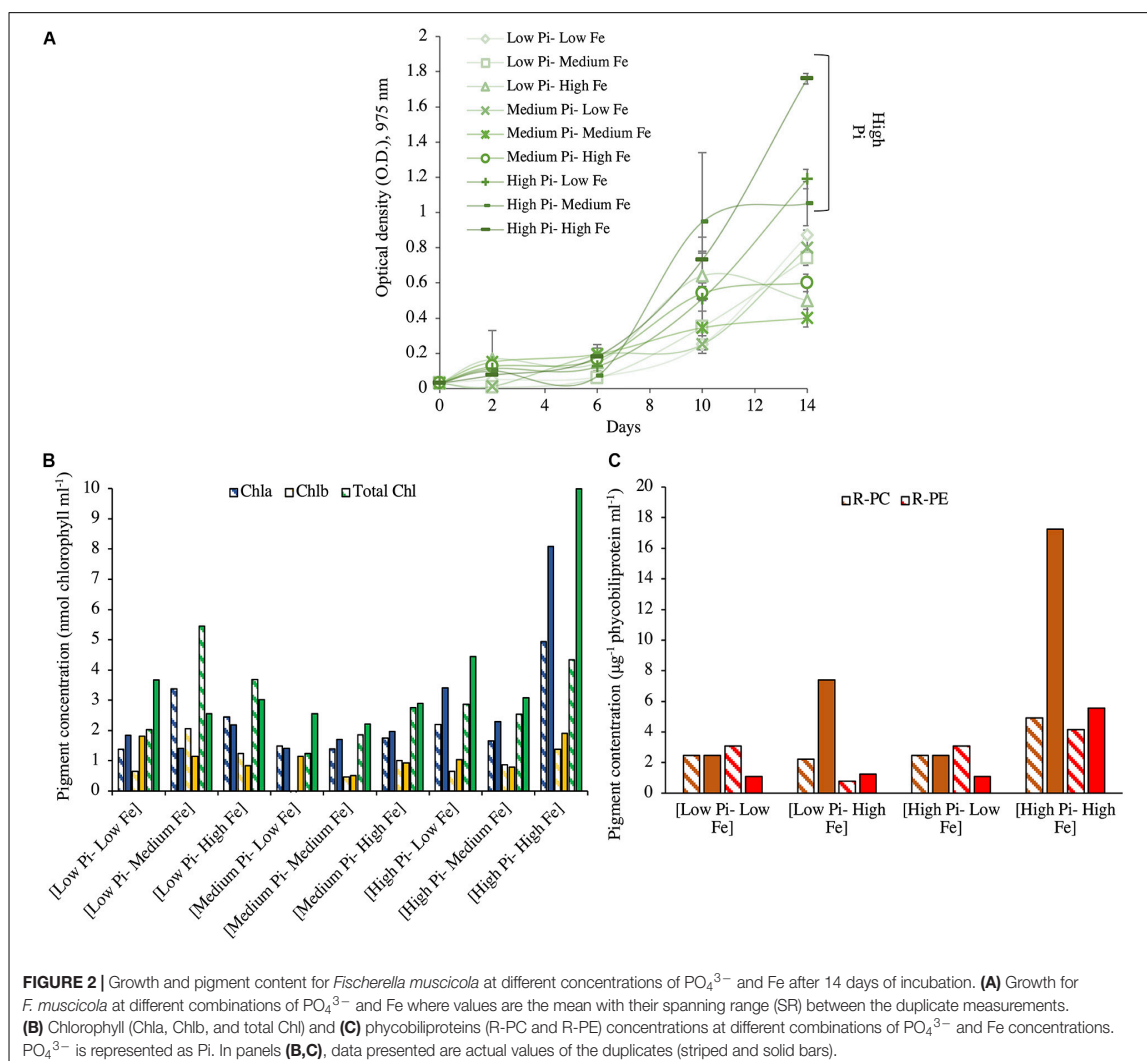 A
Optical density (O.D.), 975 nm
2
1.8
1.6
1.4
1.2
1
0.8
0.6
0.4
0.2
0
Low Pi- Low Fe
Low Pi- Medium Fe
Low Pi- High Fe
Medium Pi- Low Fe
Medium Pi- Medium Fe
Medium Pi- High Fe
High Pi- Low Fe
High Pi- Medium Fe
High Pi- High Fe
High
Pi
0 2 4 6 8 10 12 14
Days
B
Pigment concentration (nmol chlorophyll ml⁻¹)
Chla Chlb Total Chl
10
9
8
7
6
5
4
3
2
1
0
[Low Pi- Low Fe]
[Low Pi- Medium Fe]
[Low Pi- High Fe]
[Medium Pi- Low Fe]
[Medium Pi- Medium Fe]
[Medium Pi- High Fe]
[High Pi- Low Fe]
[High Pi- Medium Fe]
[High Pi- High Fe]
C
Pigment concentration (µg⁻¹ phycobiliprotein ml⁻¹)
R-PC R-PE
20
18
16
14
12
10
8
6
4
2
0
[Low Pi- Low
Fe]
[Low Pi- High
Fe]
[High Pi- Low
Fe]
[High Pi- High
Fe]
FIGURE 2 | Growth and pigment content for Fischerella muscicola at different concentrations of PO₄³⁻ and Fe after 14 days of incubation. (A) Growth for
F. muscicola at different combinations of PO₄³⁻ and Fe where values are the mean with their spanning range (SR) between the duplicate measurements.
(B) Chlorophyll (Chla, Chlb, and total Chl) and (C) phycobiliproteins (R-PC and R-PE) concentrations at different combinations of PO₄³⁻ and Fe concentrations.
PO₄³⁻ is represented as Pi. In panels (B,C), data presented are actual values of the duplicates (striped and solid bars).